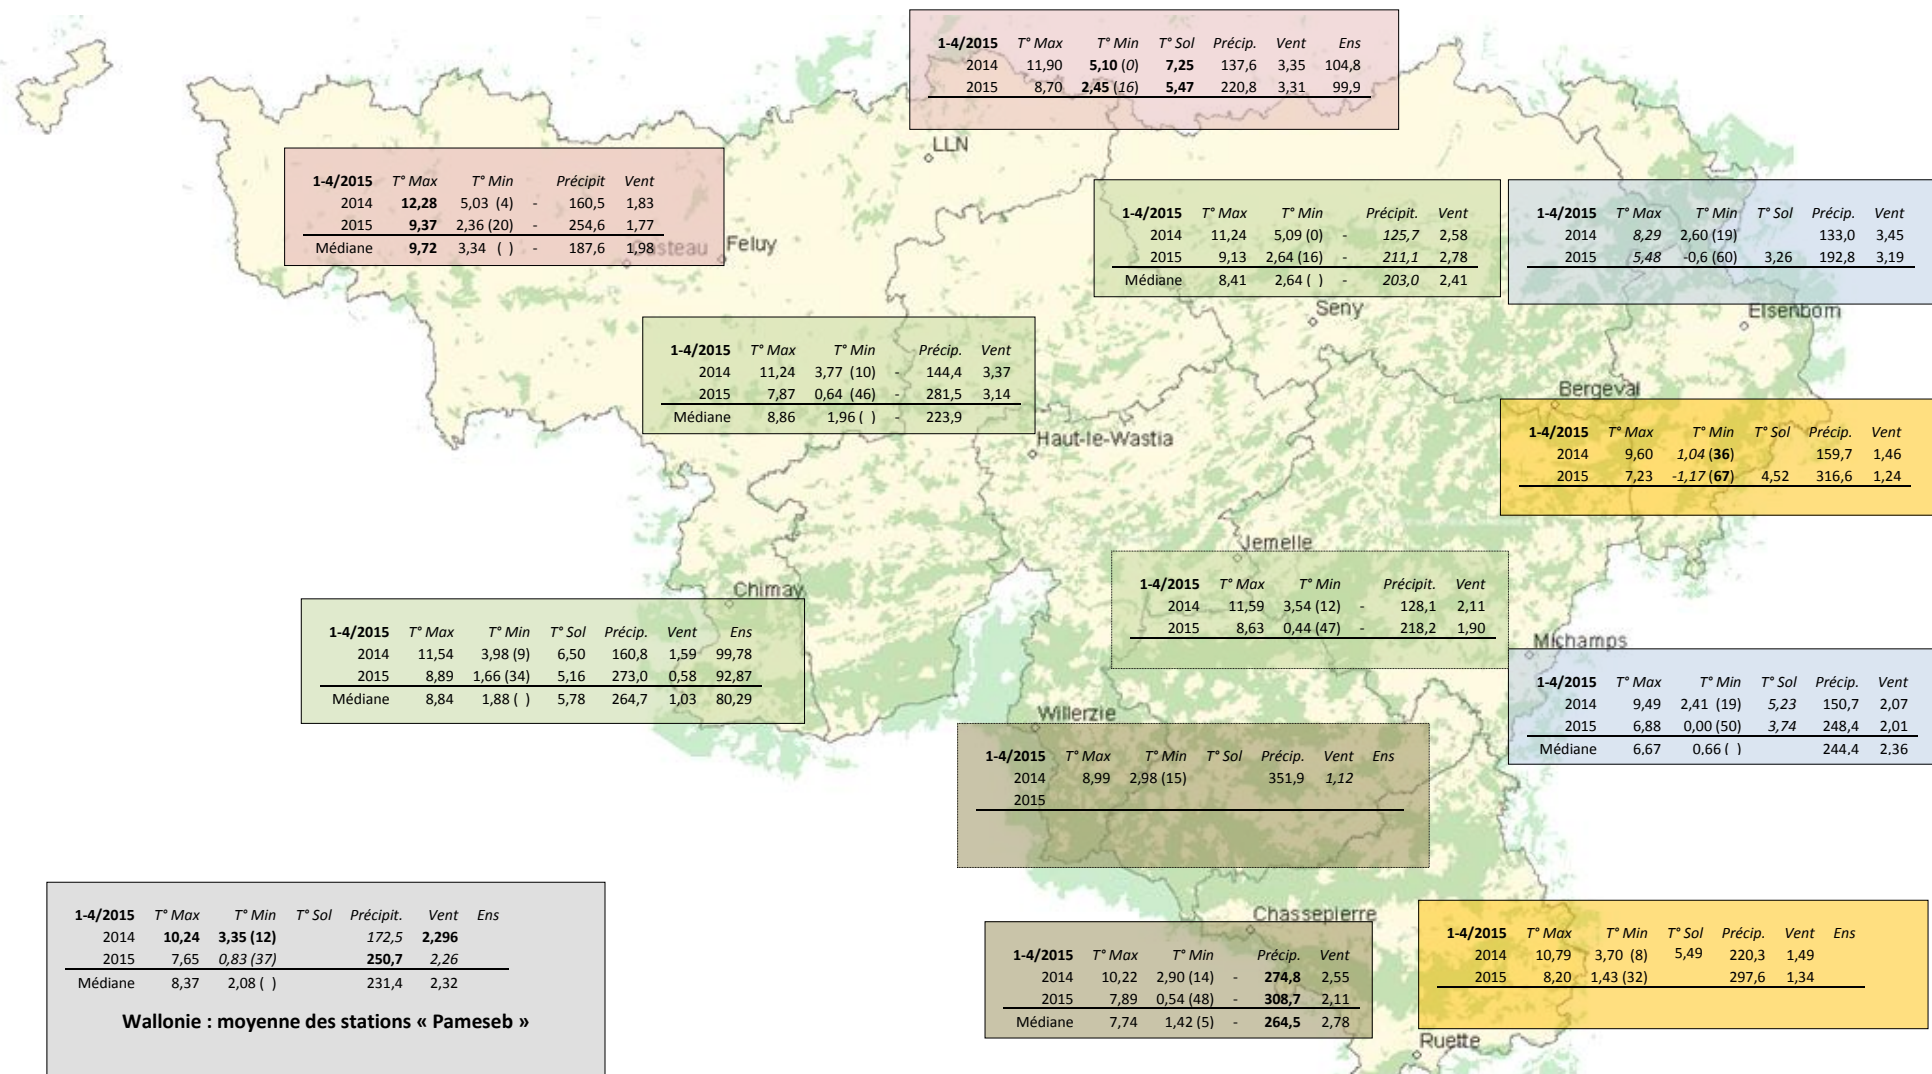 1-4/2015 T° Max T° Min T° Sol Précip. Vent Ens
2014 11,90 5,10 (0) 7,25 137,6 3,35 104,8
2015 8,70 2,45 (16) 5,47 220,8 3,31 99,9
LLN
1-4/2015 T° Max T° Min - Précipit Vent
2014 12,28 5,03 (4) - 160,5 1,83
2015 9,37 2,36 (20) - 254,6 1,77
Médiane 9,72 3,34 ( ) - 187,6 1,98
Casteau Feluy
1-4/2015 T° Max T° Min Précipit. Vent
2014 11,24 5,09 (0) - 125,7 2,58
2015 9,13 2,64 (16) - 211,1 2,78
Médiane 8,41 2,64 ( ) - 203,0 2,41
Seny
1-4/2015 T° Max T° Min T° Sol Précip. Vent
2014 8,29 2,60 (19) 133,0 3,45
2015 5,48 -0,6 (60) 3,26 192,8 3,19
Elsenborn
1-4/2015 T° Max T° Min Précip. Vent
2014 11,24 3,77 (10) - 144,4 3,37
2015 7,87 0,64 (46) - 281,5 3,14
Médiane 8,86 1,96 ( ) - 223,9
Haut-le-Wastia
Bergeval
1-4/2015 T° Max T° Min T° Sol Précip. Vent
2014 9,60 1,04 (36) 159,7 1,46
2015 7,23 -1,17 (67) 4,52 316,6 1,24
Jemelle
1-4/2015 T° Max T° Min Précipit. Vent
2014 11,59 3,54 (12) - 128,1 2,11
2015 8,63 0,44 (47) - 218,2 1,90
Chimay
1-4/2015 T° Max T° Min T° Sol Précip. Vent Ens
2014 11,54 3,98 (9) 6,50 160,8 1,59 99,78
2015 8,89 1,66 (34) 5,16 273,0 0,58 92,87
Médiane 8,84 1,88 ( ) 5,78 264,7 1,03 80,29
Michamps
1-4/2015 T° Max T° Min T° Sol Précip. Vent
2014 9,49 2,41 (19) 5,23 150,7 2,07
2015 6,88 0,00 (50) 3,74 248,4 2,01
Médiane 6,67 0,66 ( ) 244,4 2,36
Willerzie
1-4/2015 T° Max T° Min T° Sol Précip. Vent Ens
2014 8,99 2,98 (15) 351,9 1,12
2015
1-4/2015 T° Max T° Min T° Sol Précipit. Vent Ens
2014 10,24 3,35 (12) 172,5 2,296
2015 7,65 0,83 (37) 250,7 2,26
Médiane 8,37 2,08 ( ) 231,4 2,32
Wallonie : moyenne des stations « Pameseb »
Chassepierre
1-4/2015 T° Max T° Min Précip. Vent
2014 10,22 2,90 (14) - 274,8 2,55
2015 7,89 0,54 (48) - 308,7 2,11
Médiane 7,74 1,42 (5) - 264,5 2,78
1-4/2015 T° Max T° Min T° Sol Précip. Vent Ens
2014 10,79 3,70 (8) 5,49 220,3 1,49
2015 8,20 1,43 (32) 297,6 1,34
Ruette